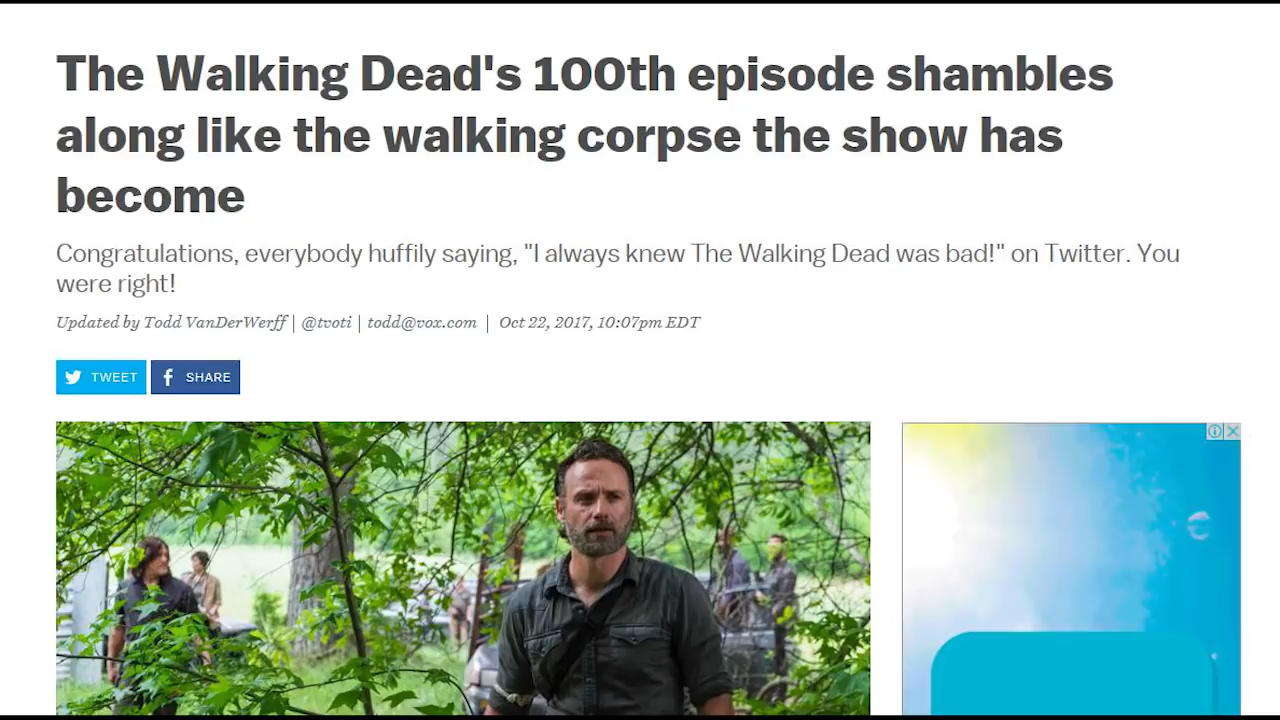 The Walking Dead's 100th episode shambles
along like the walking corpse the show has
become
Congratulations, everybody huffily saying, "I always knew The Walking Dead was bad!" on Twitter. You
were right!
Updated by Todd VanDerWerff | @tvoti | todd@vox.com | Oct 22, 2017, 10:07pm EDT
TWEET SHARE